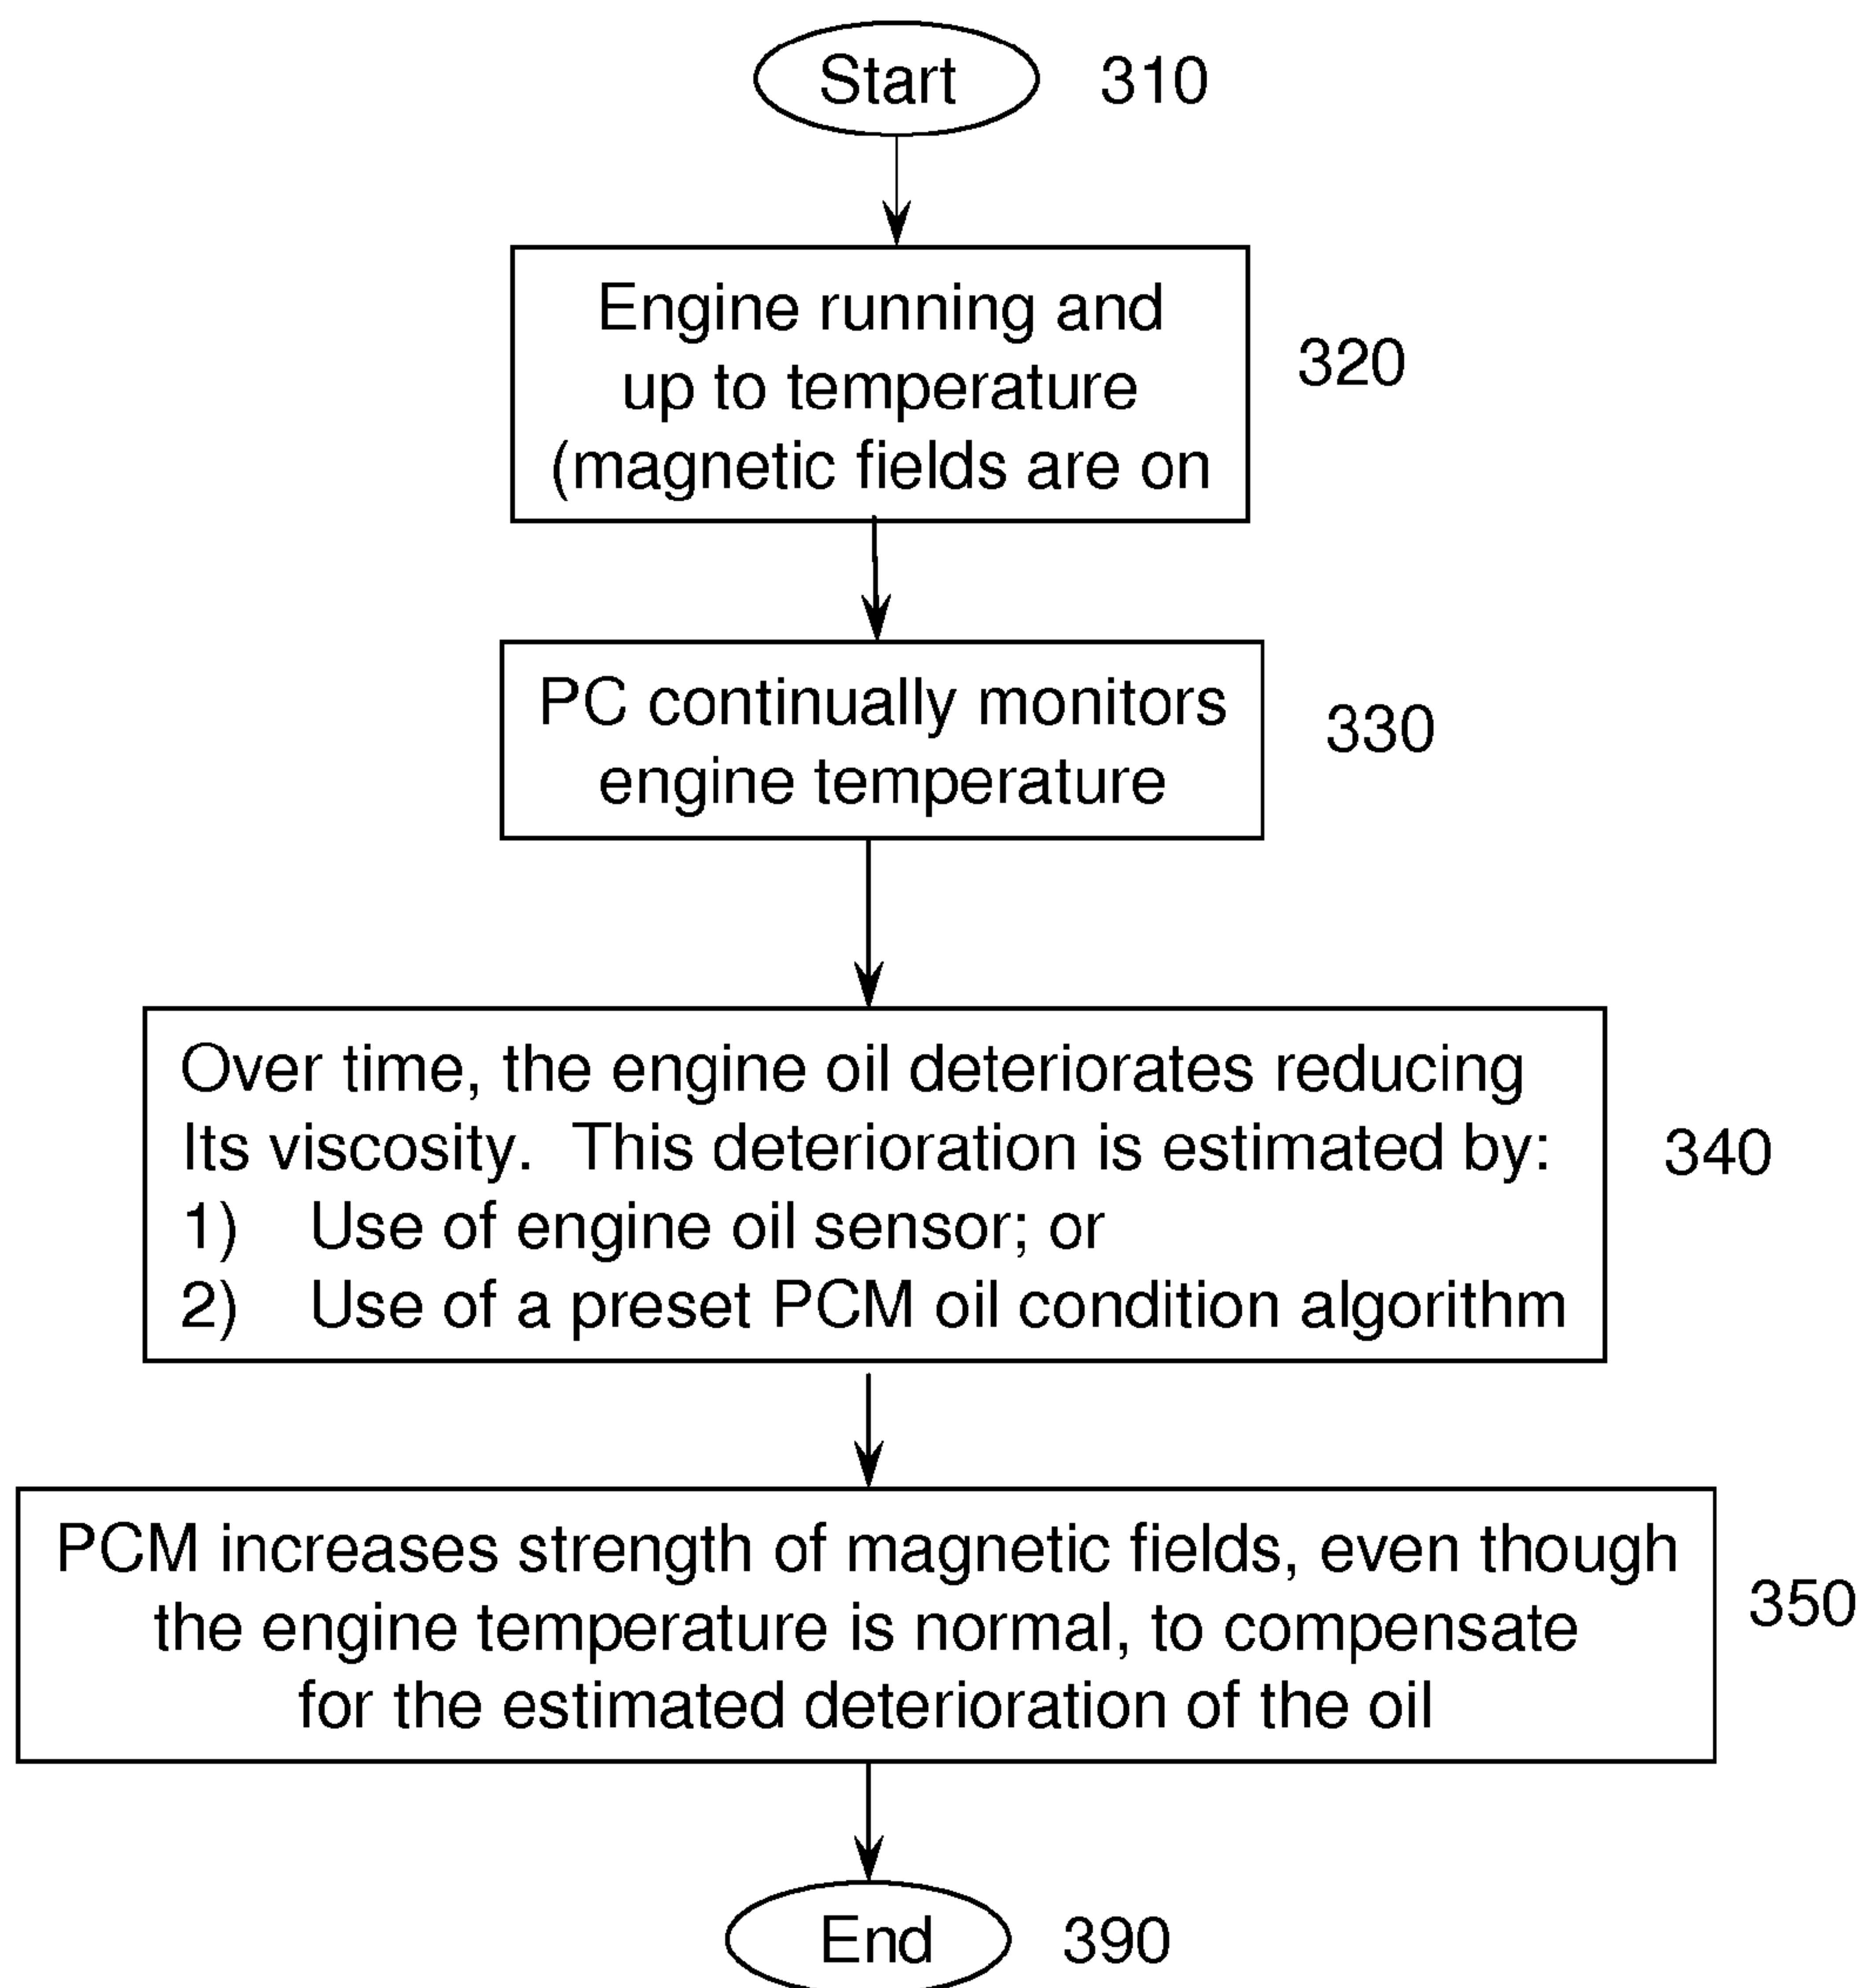 Start 310
Engine running and
up to temperature
(magnetic fields are on
320
PC continually monitors
engine temperature
330
Over time, the engine oil deteriorates reducing
Its viscosity. This deterioration is estimated by:
1) Use of engine oil sensor; or
2) Use of a preset PCM oil condition algorithm
340
PCM increases strength of magnetic fields, even though
the engine temperature is normal, to compensate
for the estimated deterioration of the oil
350
End 390